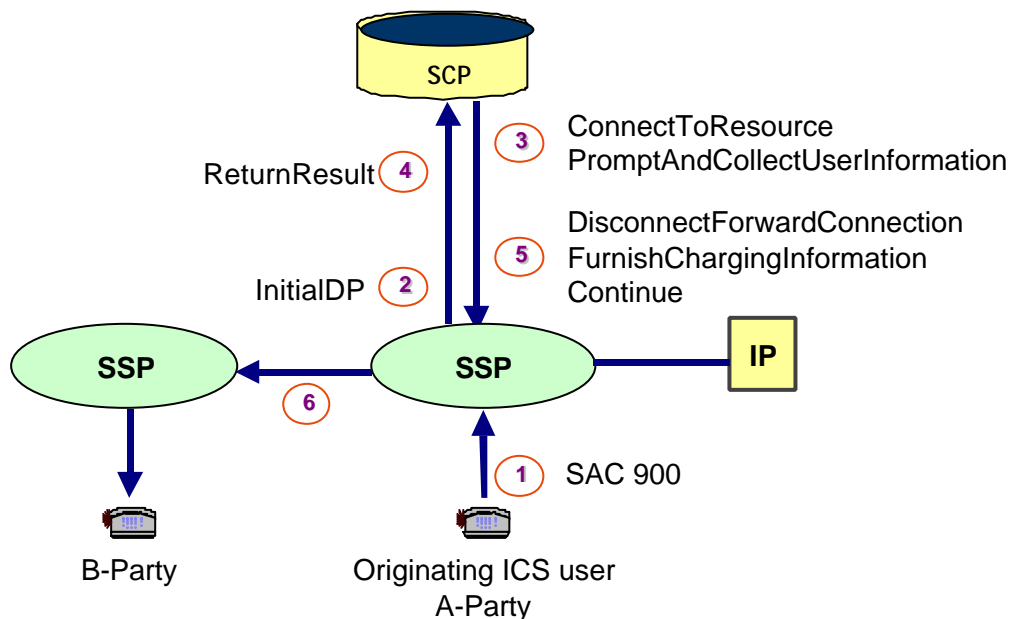 SCP
3
ConnectToResource
PromptAndCollectUserInformation
ReturnResult
4
DisconnectForwardConnection
5
FurnishChargingInformation
Continue
InitialDP
2
SSP
SSP
IP
6
1
SAC 900
B-Party
Originating ICS user
A-Party